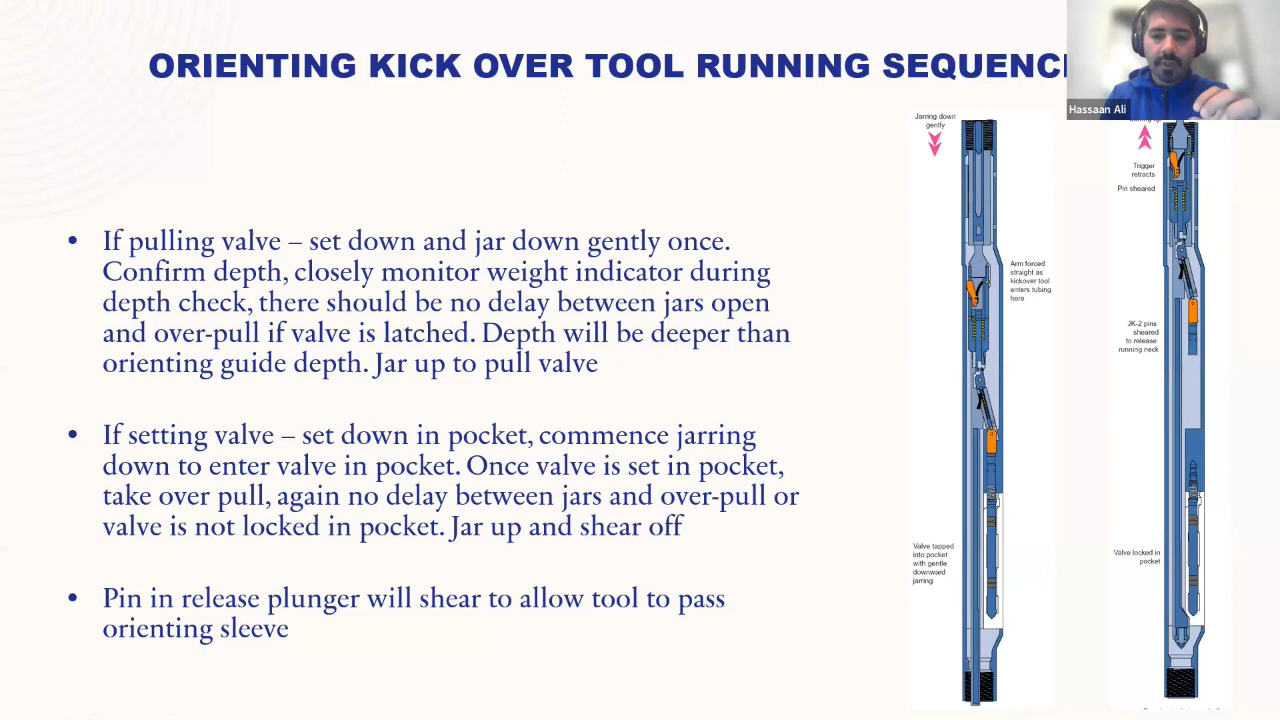 ORIENTING KICK OVER TOOL RUNNING SEQUENC
Hassaan Ali
• If pulling valve – set down and jar down gently once.
Confirm depth, closely monitor weight indicator during
depth check, there should be no delay between jars open
and over-pull if valve is latched. Depth will be deeper than
orienting guide depth. Jar up to pull valve
• If setting valve – set down in pocket, commence jarring
down to enter valve in pocket. Once valve is set in pocket,
take over pull, again no delay between jars and over-pull or
valve is not locked in pocket. Jar up and shear off
• Pin in release plunger will shear to allow tool to pass
orienting sleeve
Jarring down
gently
Arm forced
straight as
kickover tool
enters tubing
here
Valve tapped
into pocket
with gentle
downward
jarring
Trigger
retracts
Pin sheared
JK-2 pins
sheared
to release
running neck
Valve locked in
pocket